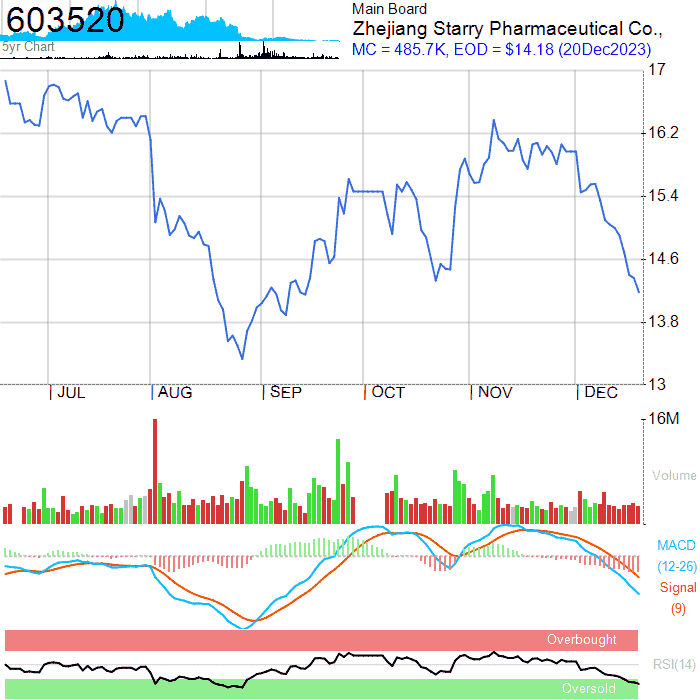 603520
5yr Chart
Main Board
Zhejiang Starry Pharmaceutical Co.,
MC = 485.7K, EOD = $14.18 (20Dec2023)
17
16.2
15.4
14.6
13.8
13
JUL
AUG
SEP
OCT
NOV
DEC
16M
Volume
MACD
(12-26)
Signal
(9)
Overbought
RSI(14)
Oversold